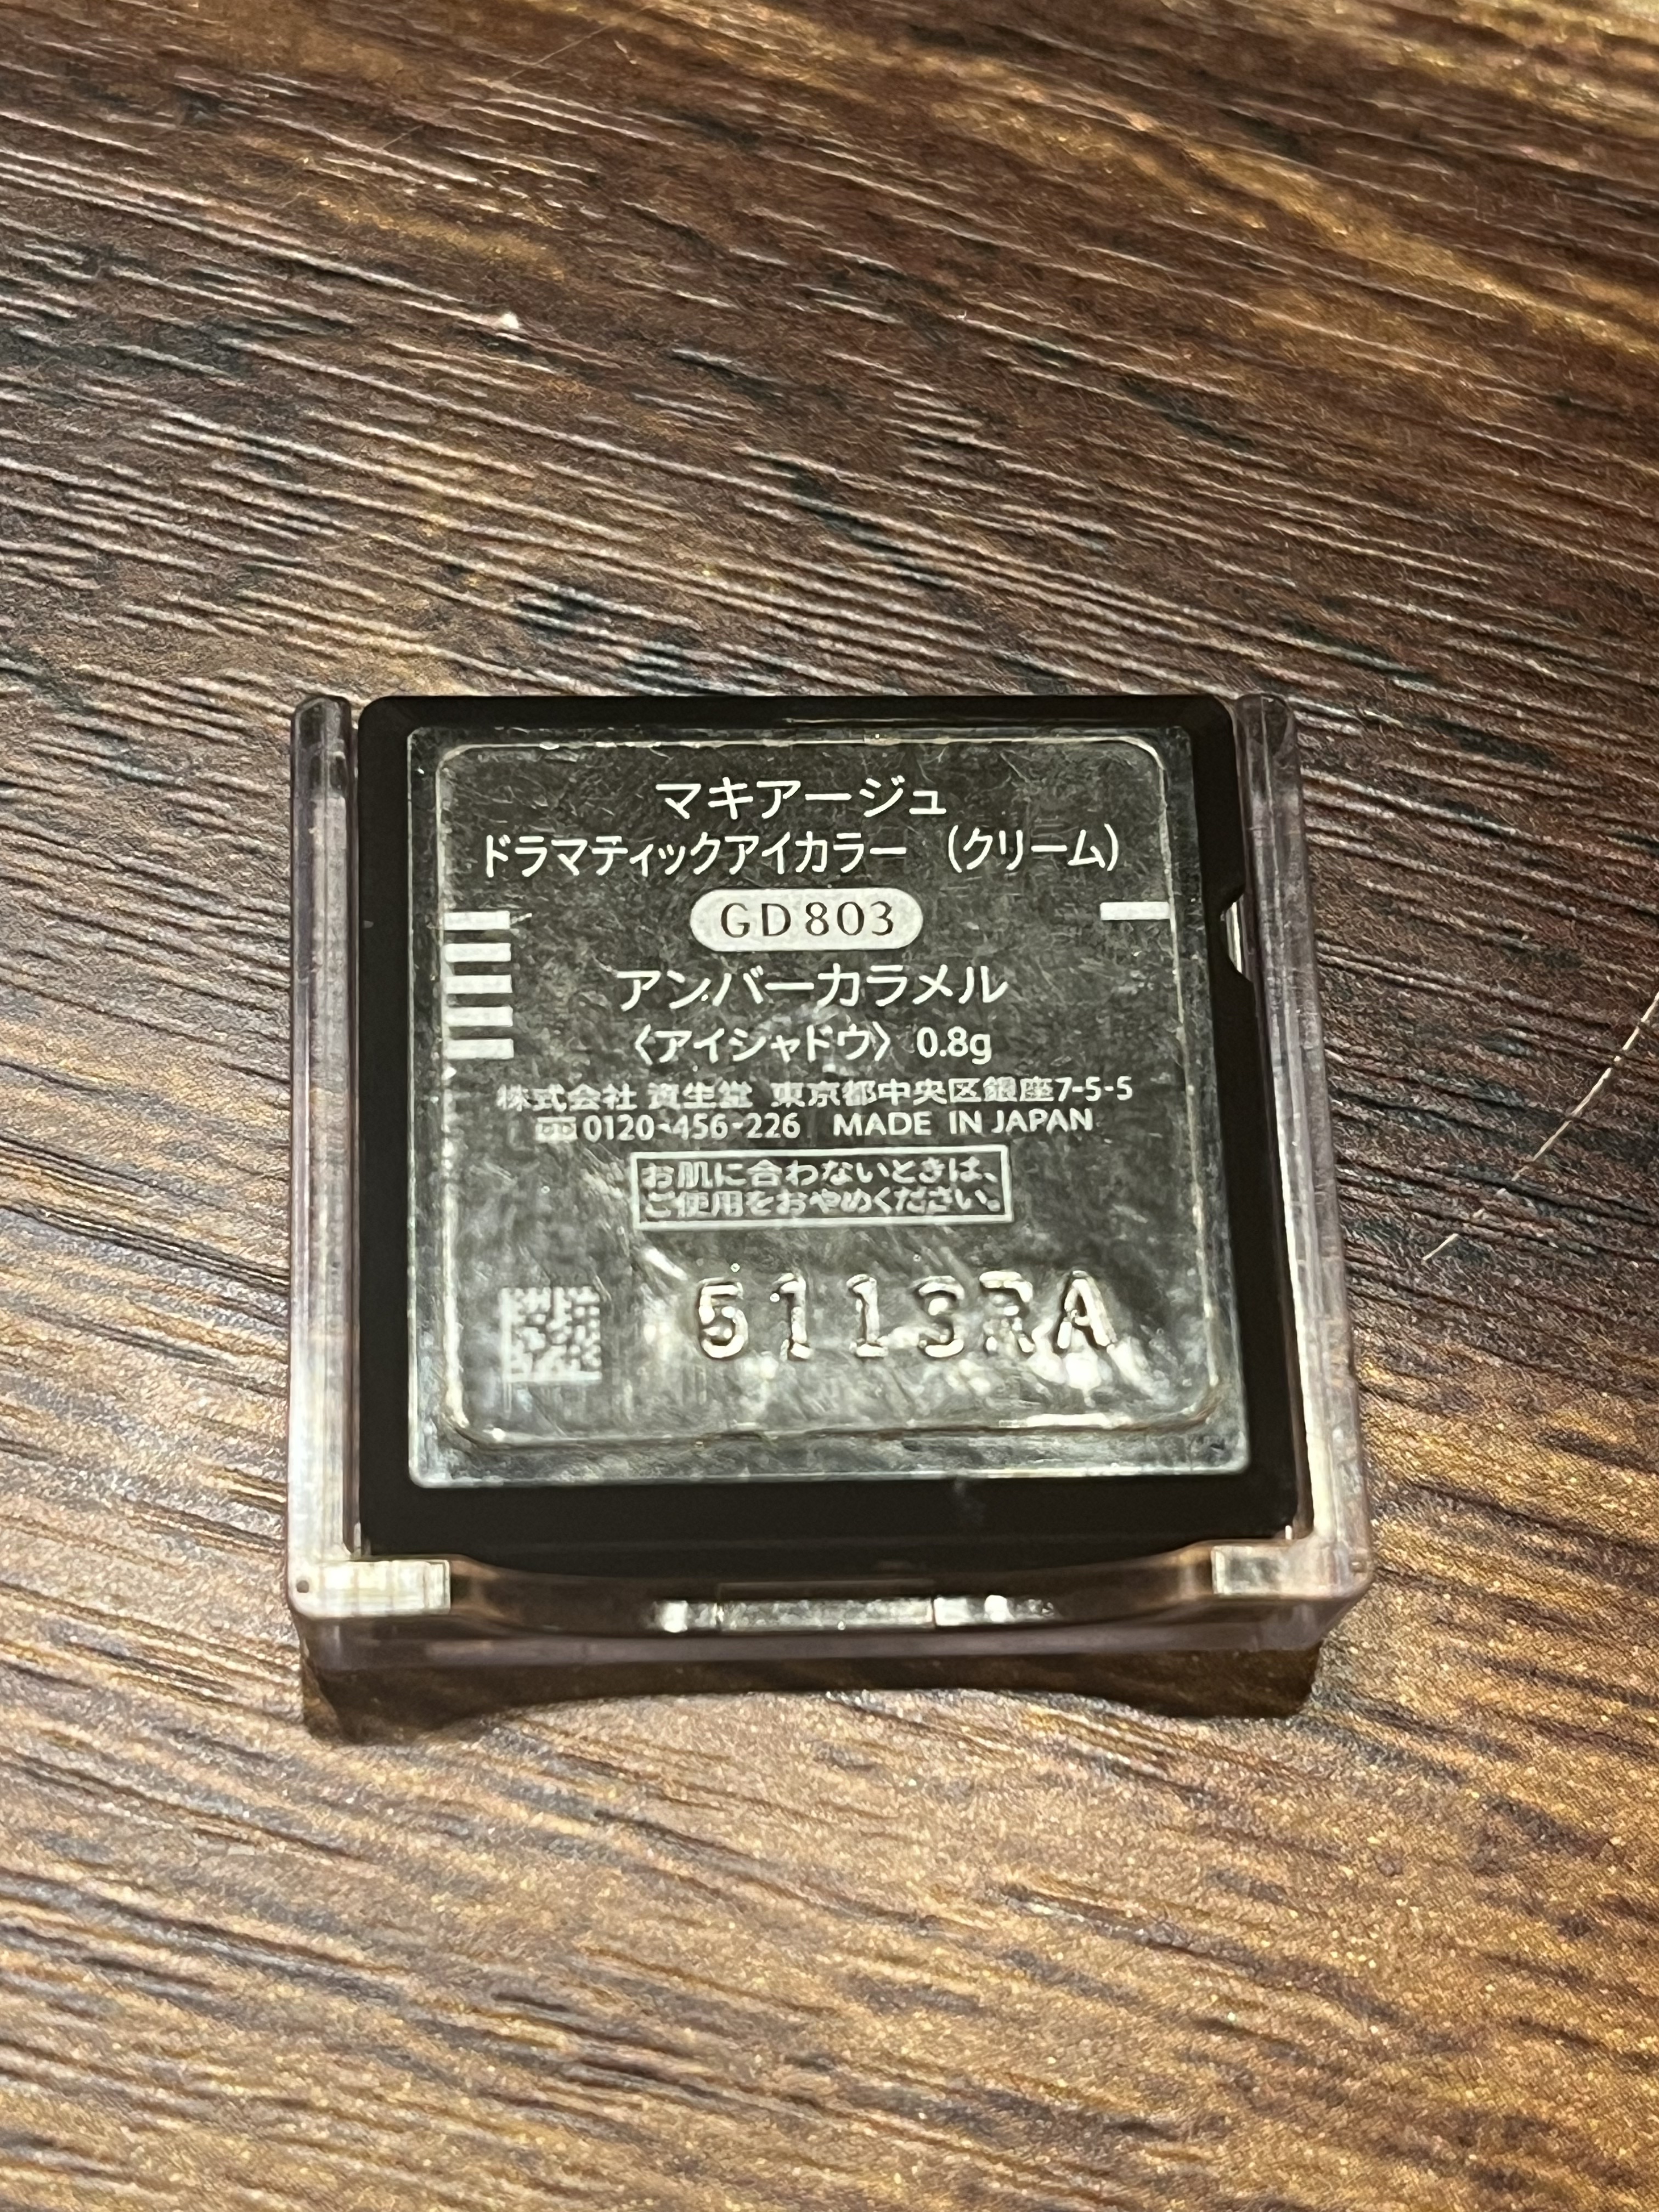 マキアージュ
ドラマティックアイカラー （クリーム）
GD803
アンバーカラメル
〈アイシャドウ〉 0.8g
株式会社 資生堂 東京都中央区銀座7-5-5
0120-456-226 MADE IN JAPAN
お肌に合わないときは、
ご使用をおやめください。
5113RA